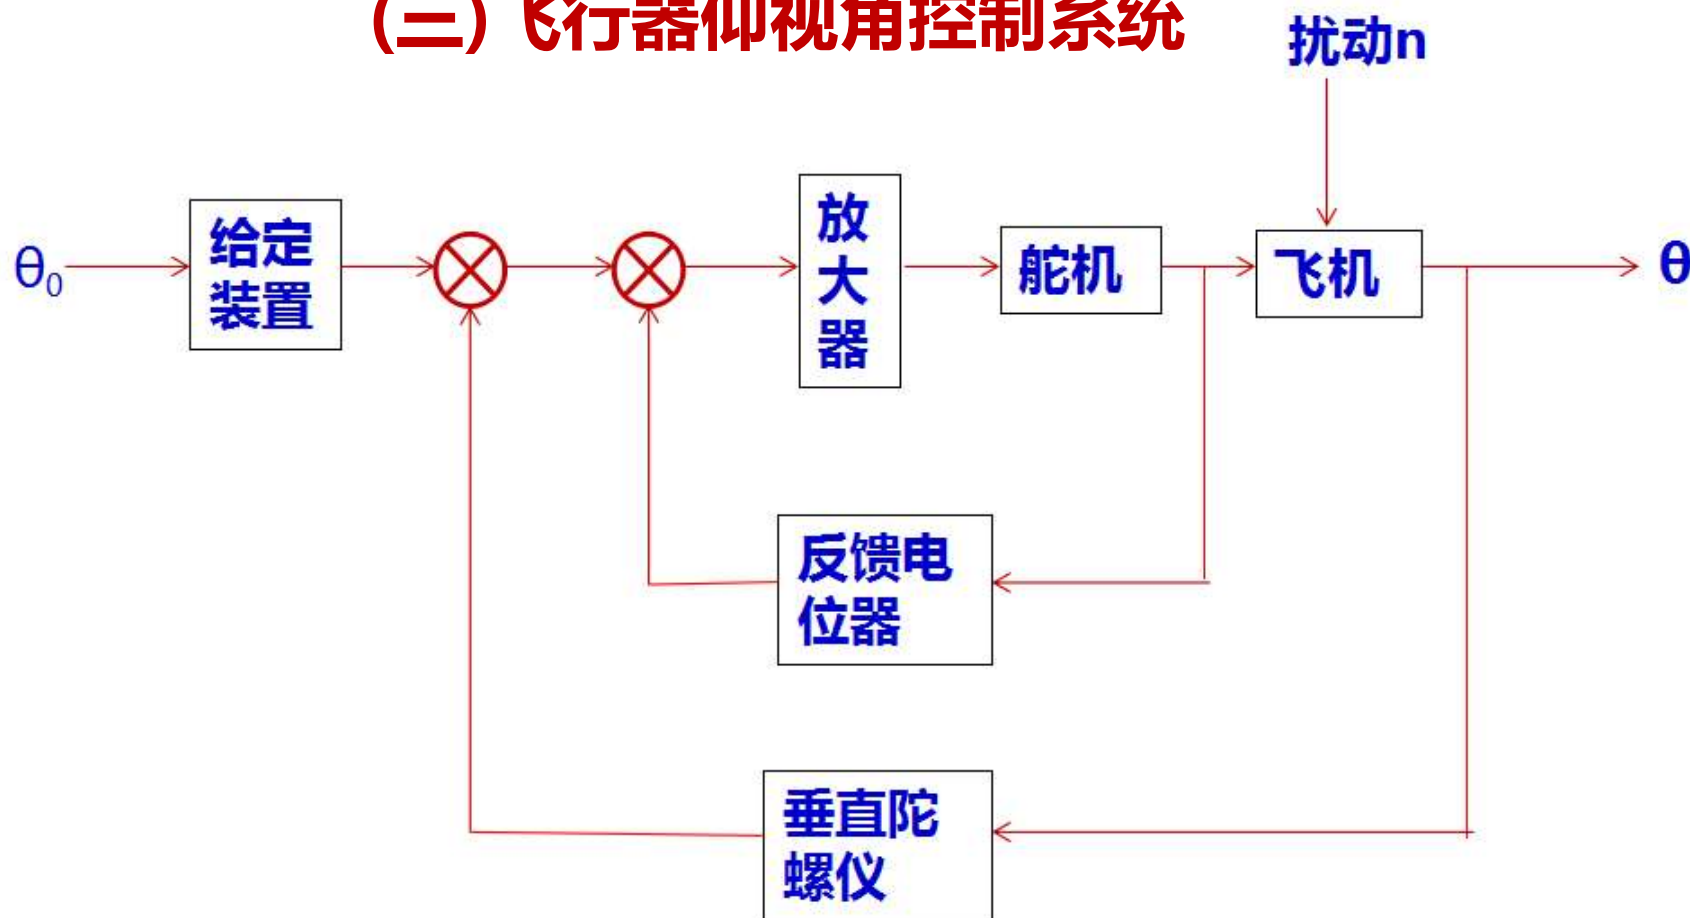 (三) 飞行器仰视角控制系统
扰动n
θ₀
给定
装置
放
大
器
舵机
飞机
θ
反馈电
位器
垂直陀
螺仪